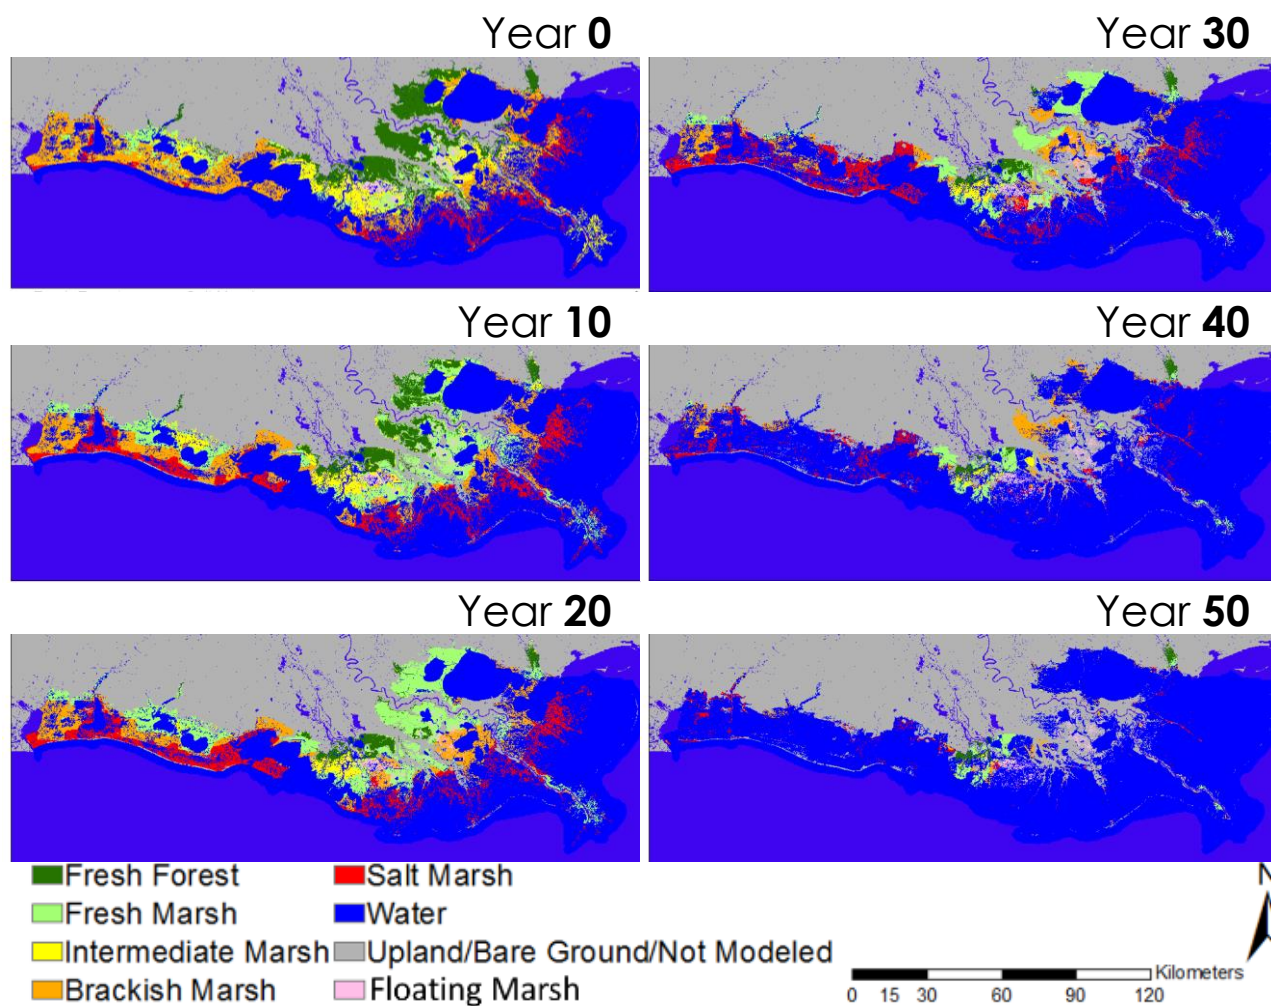 Year 0
Year 30
Year 10
Year 40
Year 20
Year 50
Fresh Forest
Salt Marsh
Fresh Marsh
Water
Intermediate Marsh
Upland/Bare Ground/Not Modeled
Brackish Marsh
Floating Marsh
N
Kilometers
0 15 30 60 90 120